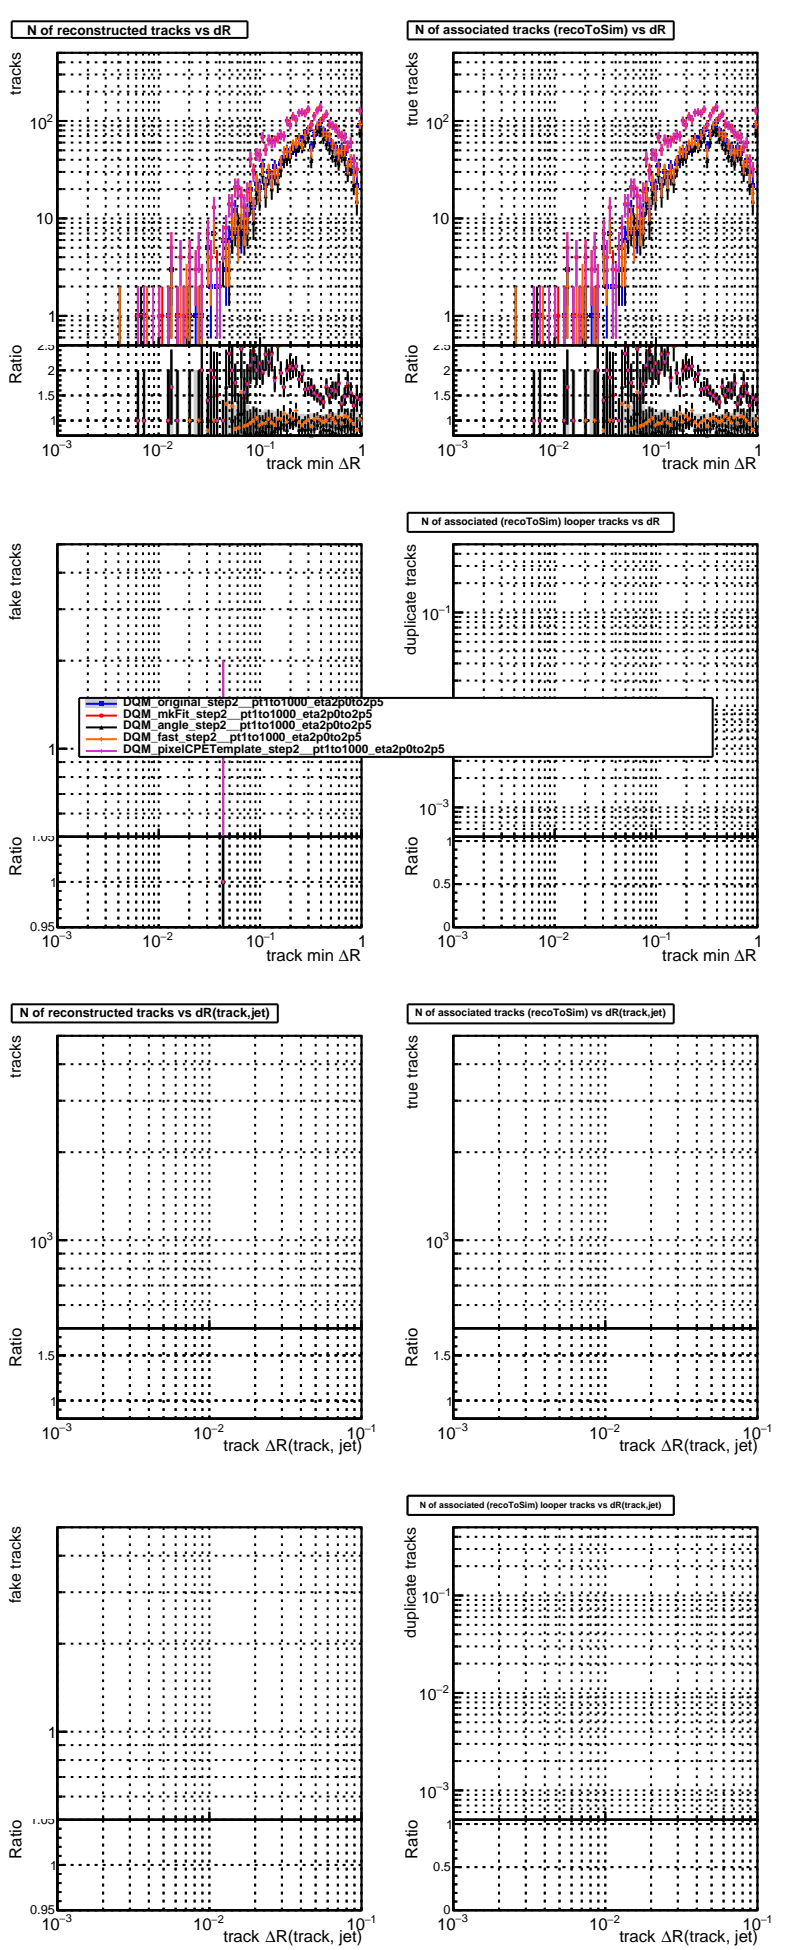 N of reconstructed tracks vs dR
N of associated tracks (recoToSim) vs dR
tracks
10²
10
1
Ratio
2.5
2
1.5
1
10⁻³ 10⁻² 10⁻¹ 1
track min ΔR
true tracks
10²
10
1
Ratio
2.5
2
1.5
1
10⁻³ 10⁻² 10⁻¹ 1
track min ΔR
N of associated (recoToSim) looper tracks vs dR
fake tracks
1
Ratio
1.05
1
0.95
10⁻³ 10⁻² 10⁻¹ 1
track min ΔR
duplicate tracks
10⁻¹
10⁻³
Ratio
1
0.5
0
10⁻³ 10⁻² 10⁻¹ 1
track min ΔR
DQM_original_step2__pt1to1000_eta2p0to2p5
DQM_mkFit_step2__pt1to1000_eta2p0to2p5
DQM_angle_step2__pt1to1000_eta2p0to2p5
DQM_fast_step2__pt1to1000_eta2p0to2p5
DQM_pixelCPETemplate_step2__pt1to1000_eta2p0to2p5
N of reconstructed tracks vs dR(track,jet)
N of associated tracks (recoToSim) vs dR(track,jet)
tracks
10³
Ratio
1.5
1
10⁻³ 10⁻² 10⁻¹
track ΔR(track, jet)
true tracks
10³
Ratio
1.5
1
10⁻³ 10⁻² 10⁻¹
track ΔR(track, jet)
N of associated (recoToSim) looper tracks vs dR(track,jet)
fake tracks
1
Ratio
1.05
1
0.95
10⁻³ 10⁻² 10⁻¹
track ΔR(track, jet)
duplicate tracks
10⁻¹
10⁻²
10⁻³
Ratio
1
0.5
0
10⁻³ 10⁻² 10⁻¹
track ΔR(track, jet)